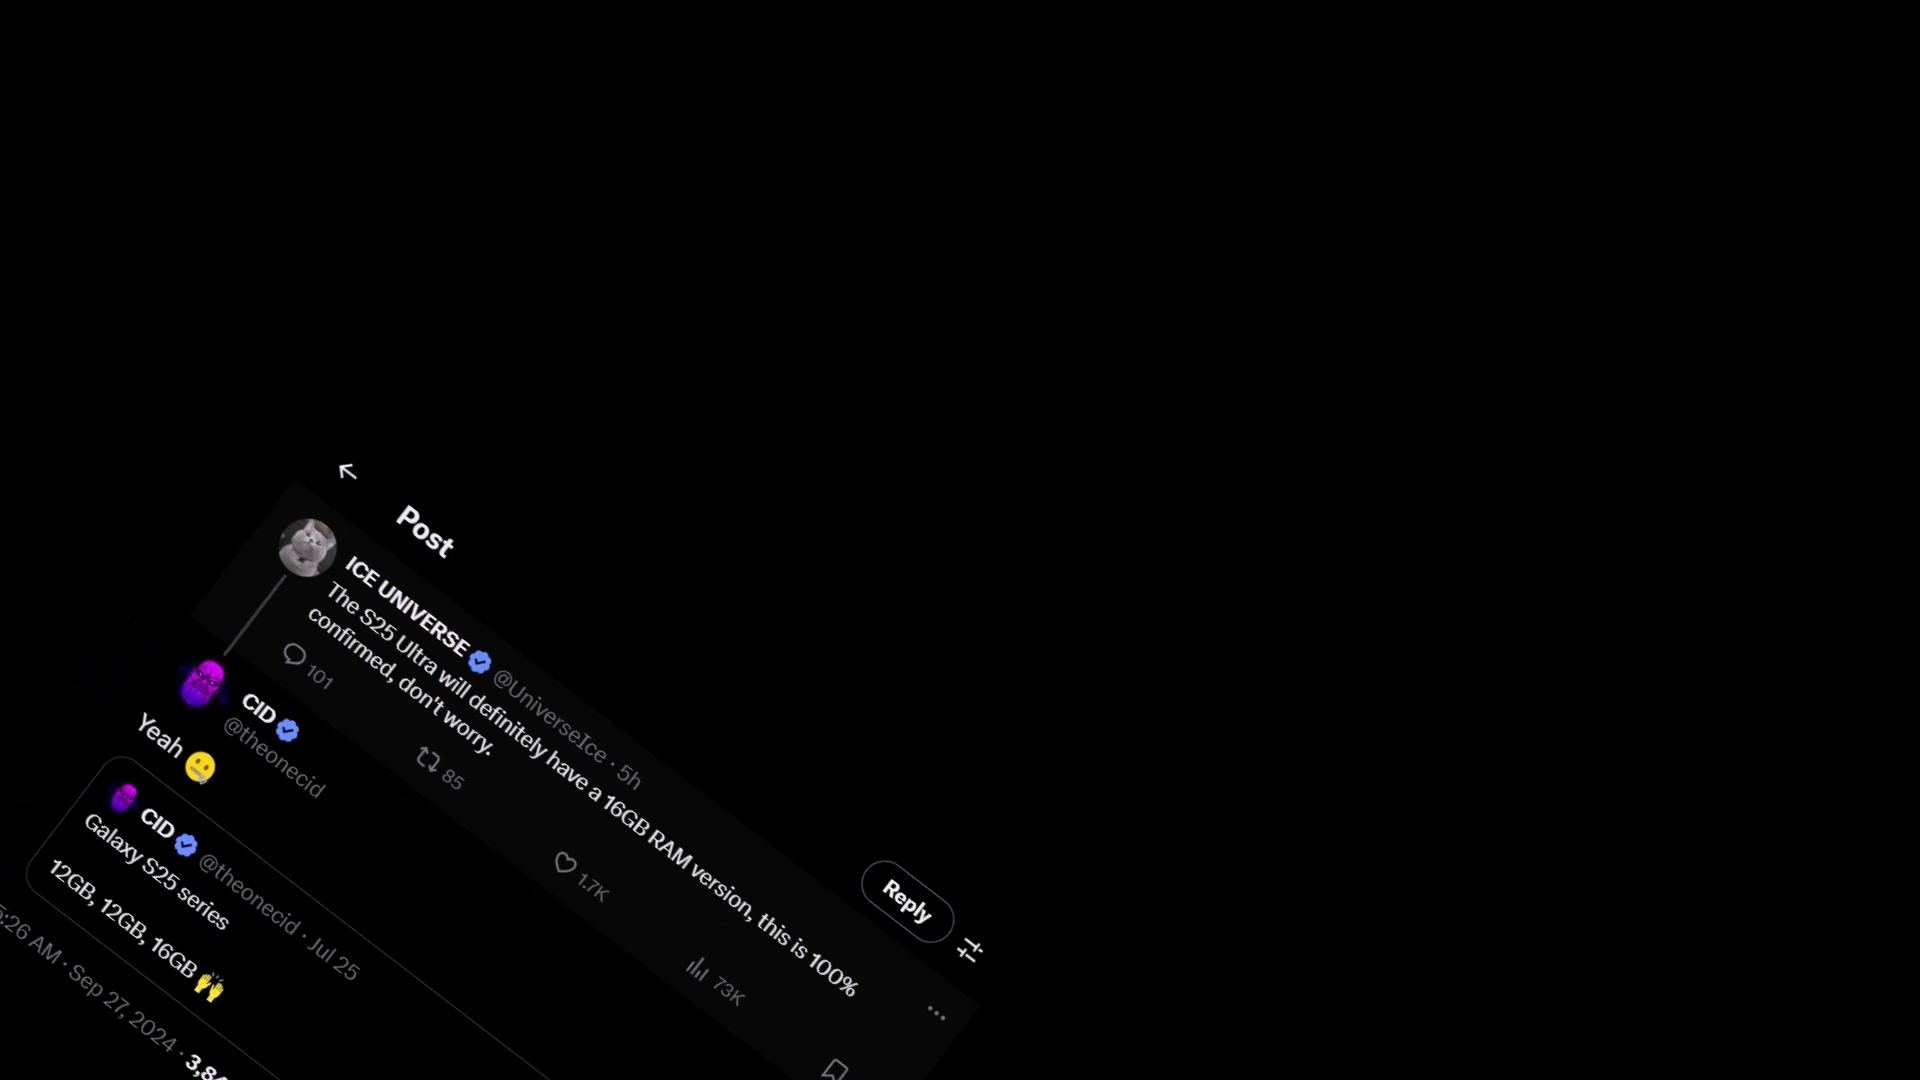 Post
Reply
ICE UNIVERSE @UniverseIce · 5h
The S25 Ultra will definitely have a 16GB RAM version, this is 100%
confirmed, don't worry.
101 85 1.7K 73K
CID
@theonecid
Yeah
CID @theonecid · Jul 25
Galaxy S25 series
12GB, 12GB, 16GB
:26 AM · Sep 27, 2024 ·